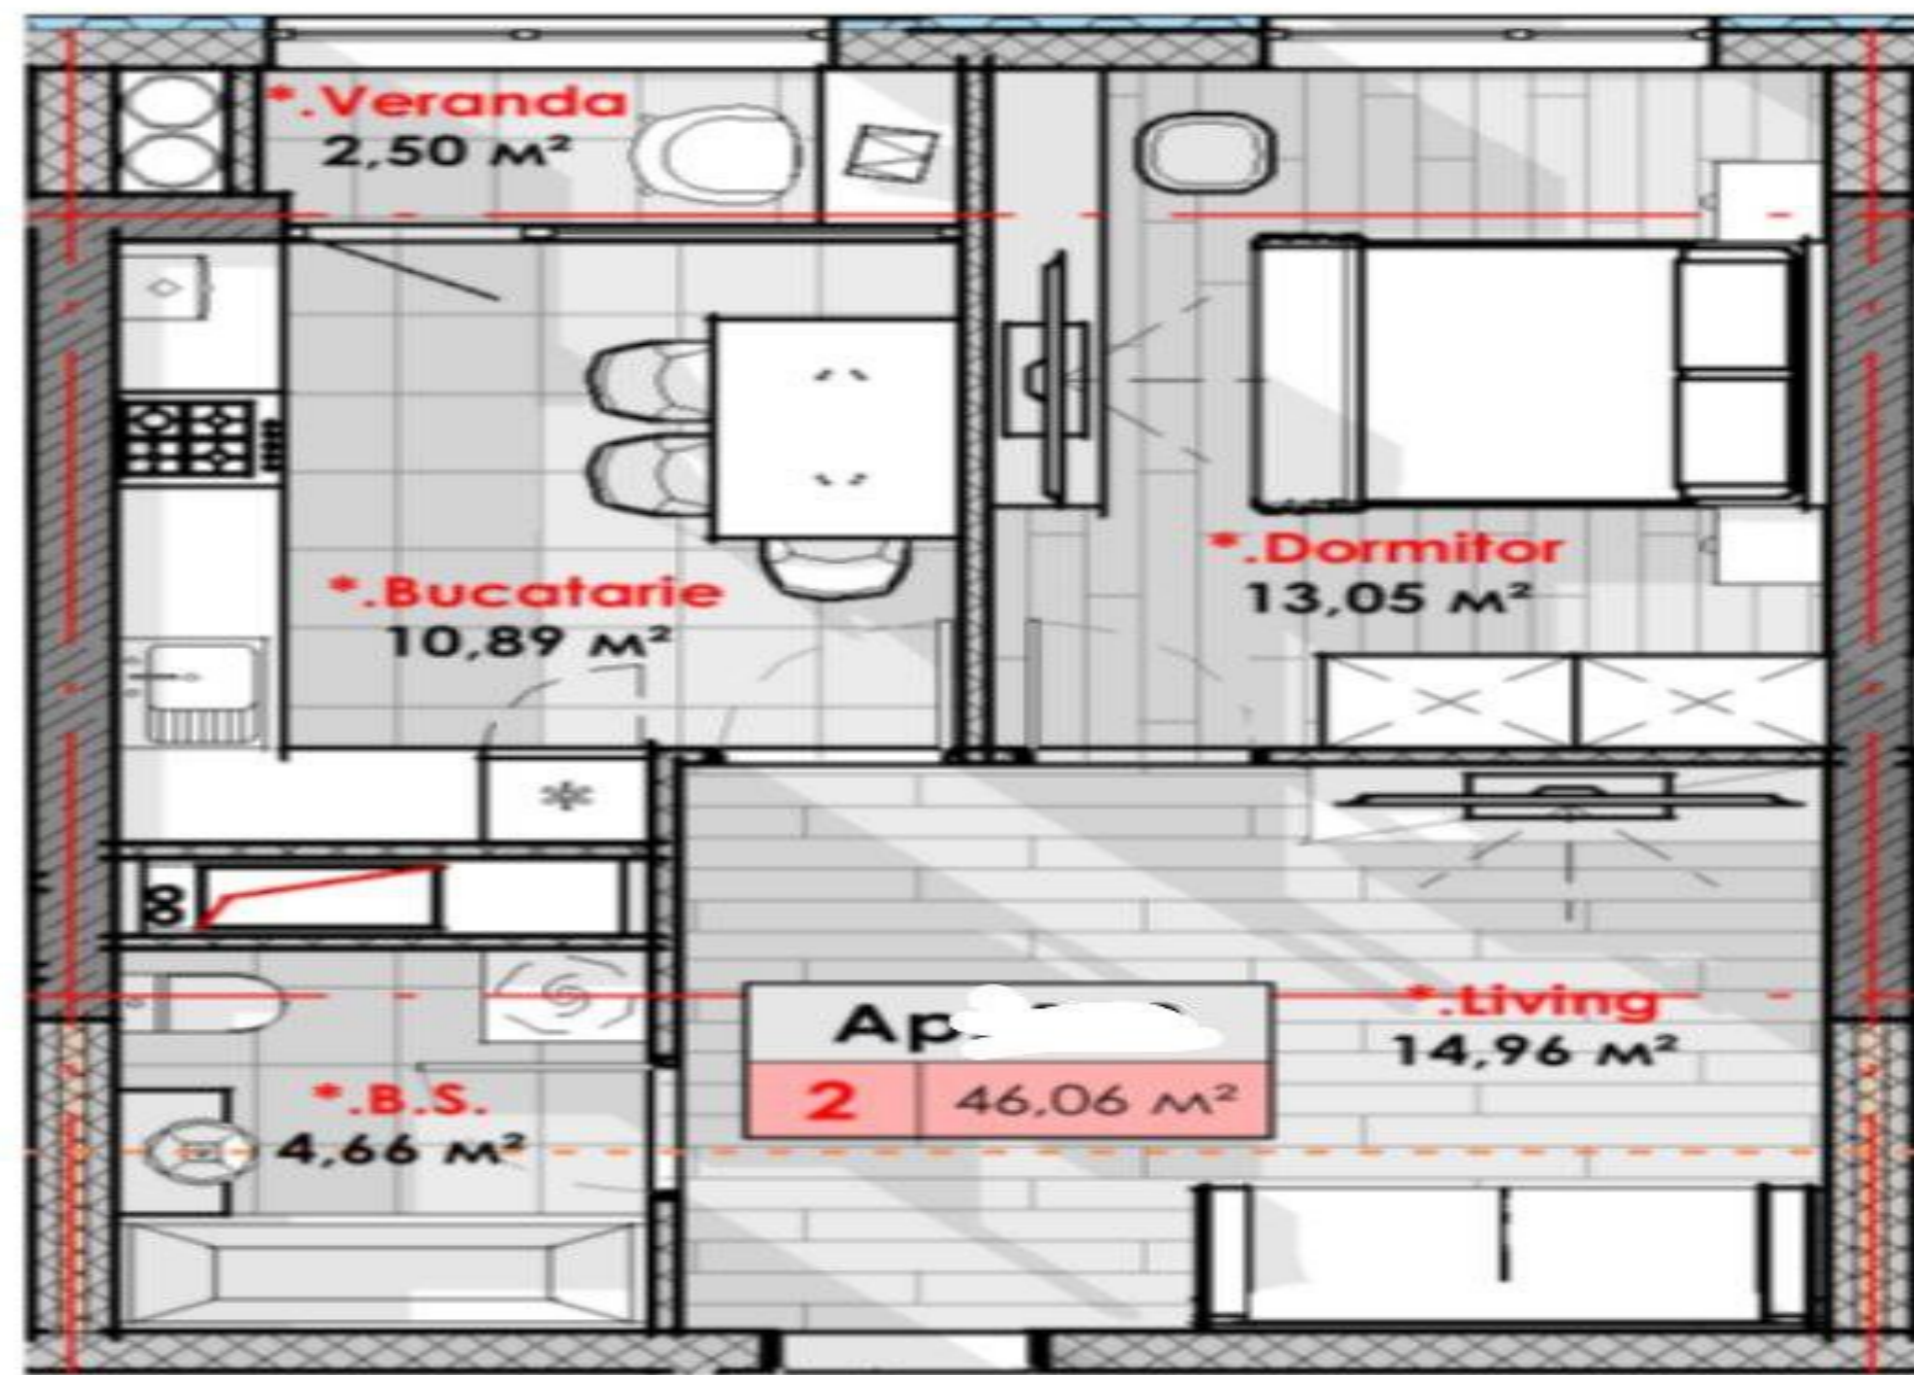 *.Veranda
2,50 м²
*.Dormitor
13,05 м²
*.Bucatarie
10,89 м²
*.Living
14,96 м²
Ap.
2 46,06 м²
*.B.S.
4,66 м²